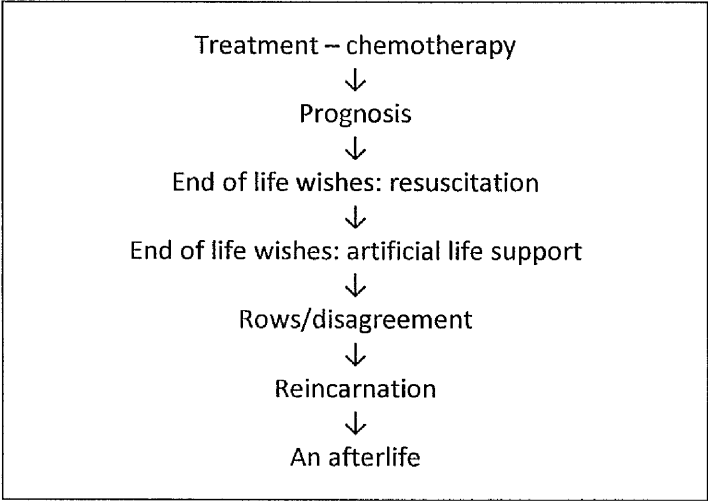 Treatment – chemotherapy
↓
Prognosis
↓
End of life wishes: resuscitation
↓
End of life wishes: artificial life support
↓
Rows/disagreement
↓
Reincarnation
↓
An afterlife